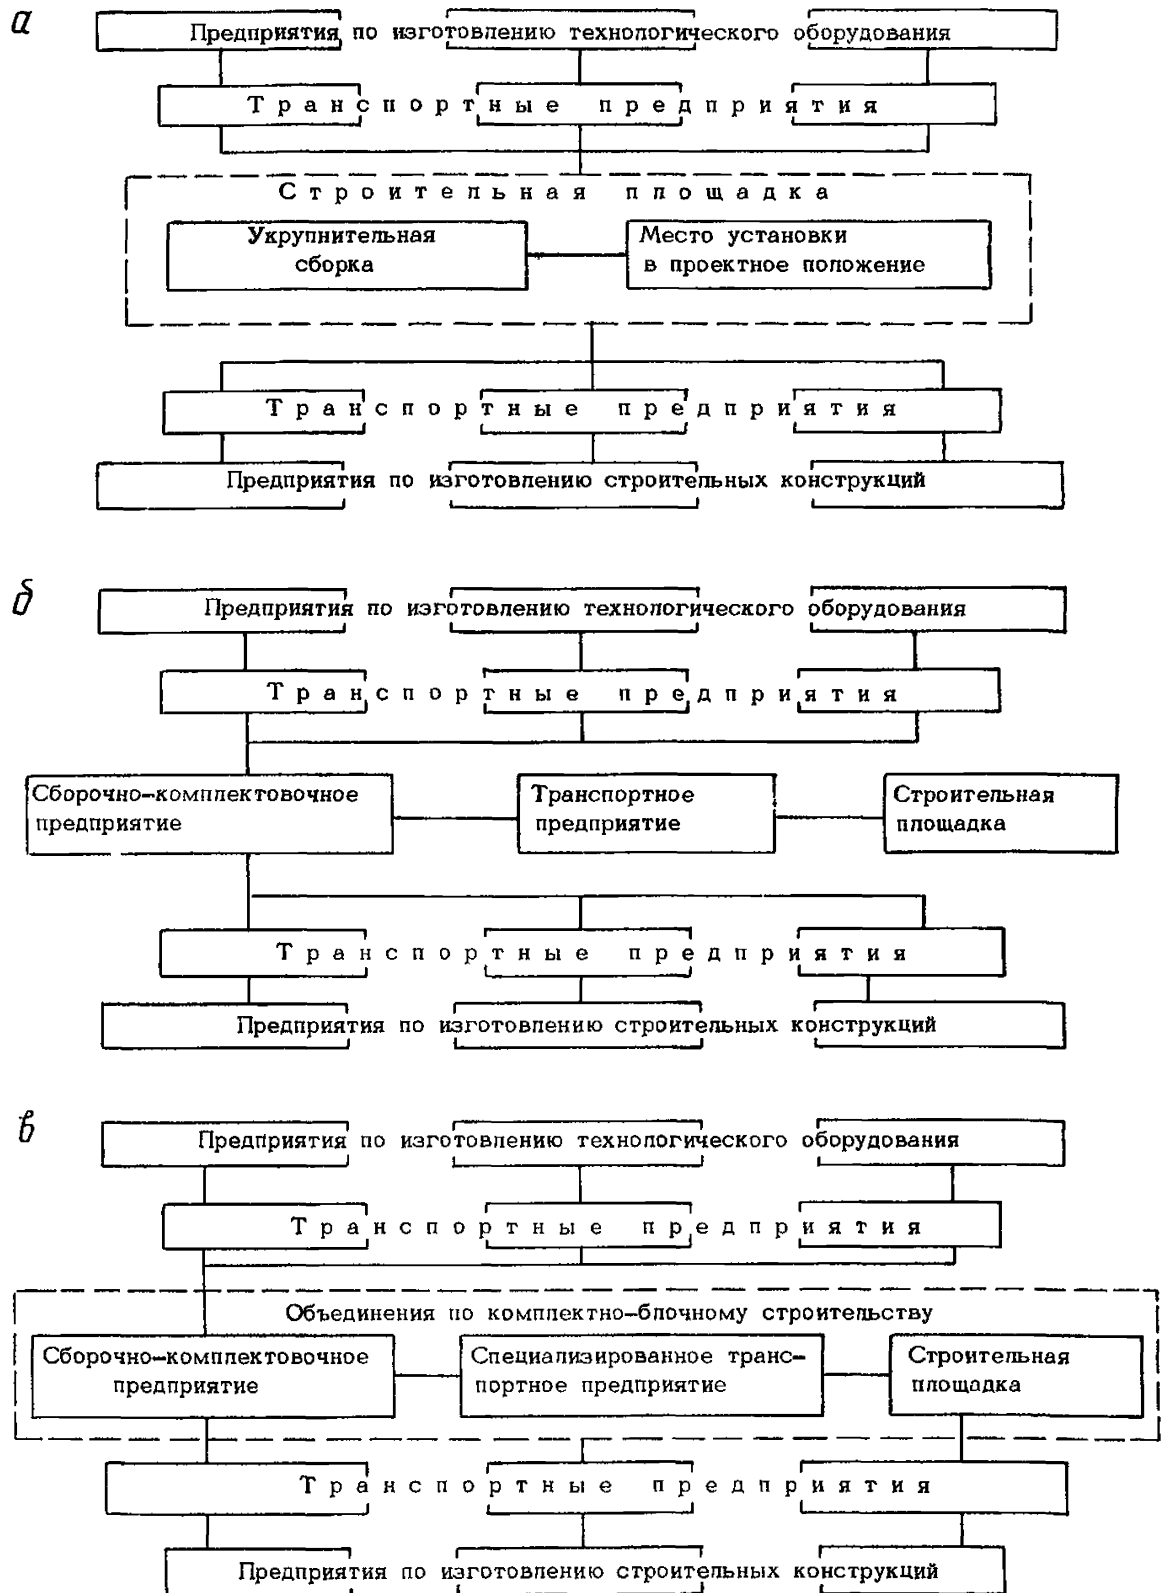 а
Предприятия по изготовлению технологического оборудования
Транспортные предприятия
Строительная площадка
Укрупнительная
сборка
Место установки
в проектное положение
Транспортные предприятия
Предприятия по изготовлению строительных конструкций
б
Предприятия по изготовлению технологического оборудования
Транспортные предприятия
Сборочно-комплектовочное
предприятие
Транспортное
предприятие
Строительная
площадка
Транспортные предприятия
Предприятия по изготовлению строительных конструкций
в
Предприятия по изготовлению технологического оборудования
Транспортные предприятия
Объединения по комплектно-блочному строительству
Сборочно-комплектовочное
предприятие
Специализированное транс-
портное предприятие
Строительная
площадка
Транспортные предприятия
Предприятия по изготовлению строительных конструкций